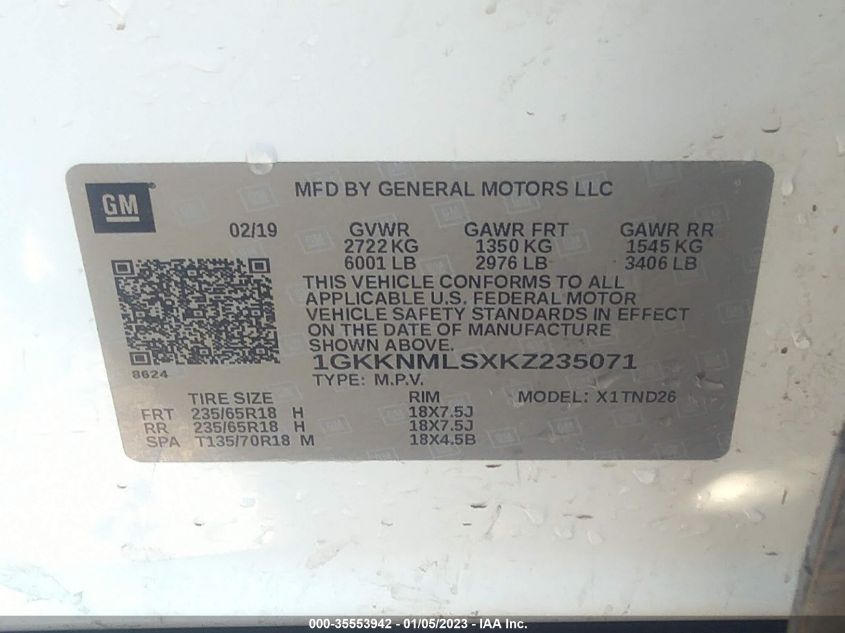 GM
MFD BY GENERAL MOTORS LLC
02/19 GVWR GAWR FRT GAWR RR
2722 KG 1350 KG 1545 KG
6001 LB 2976 LB 3406 LB
THIS VEHICLE CONFORMS TO ALL
APPLICABLE U.S. FEDERAL MOTOR
VEHICLE SAFETY STANDARDS IN EFFECT
ON THE DATE OF MANUFACTURE
SHOWN ABOVE.
1GKKNMLSXKZ235071
8624
TYPE: M.P.V.
TIRE SIZE RIM MODEL: X1TND26
FRT 235/65R18 H 18X7.5J
RR 235/65R18 H 18X7.5J
SPA T135/70R18 M 18X4.5B
000-35553942 - 01/05/2023 - IAA Inc.